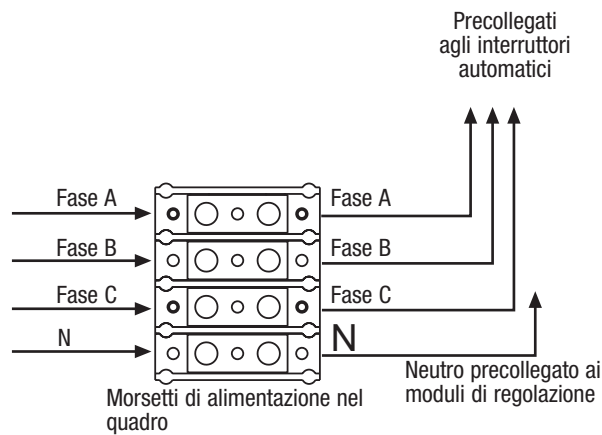 Precollegati
agli interruttori
automatici
Fase A
Fase A
Fase B
Fase B
Fase C
Fase C
N
N
Neutro precollegato ai
moduli di regolazione
Morsetti di alimentazione nel
quadro